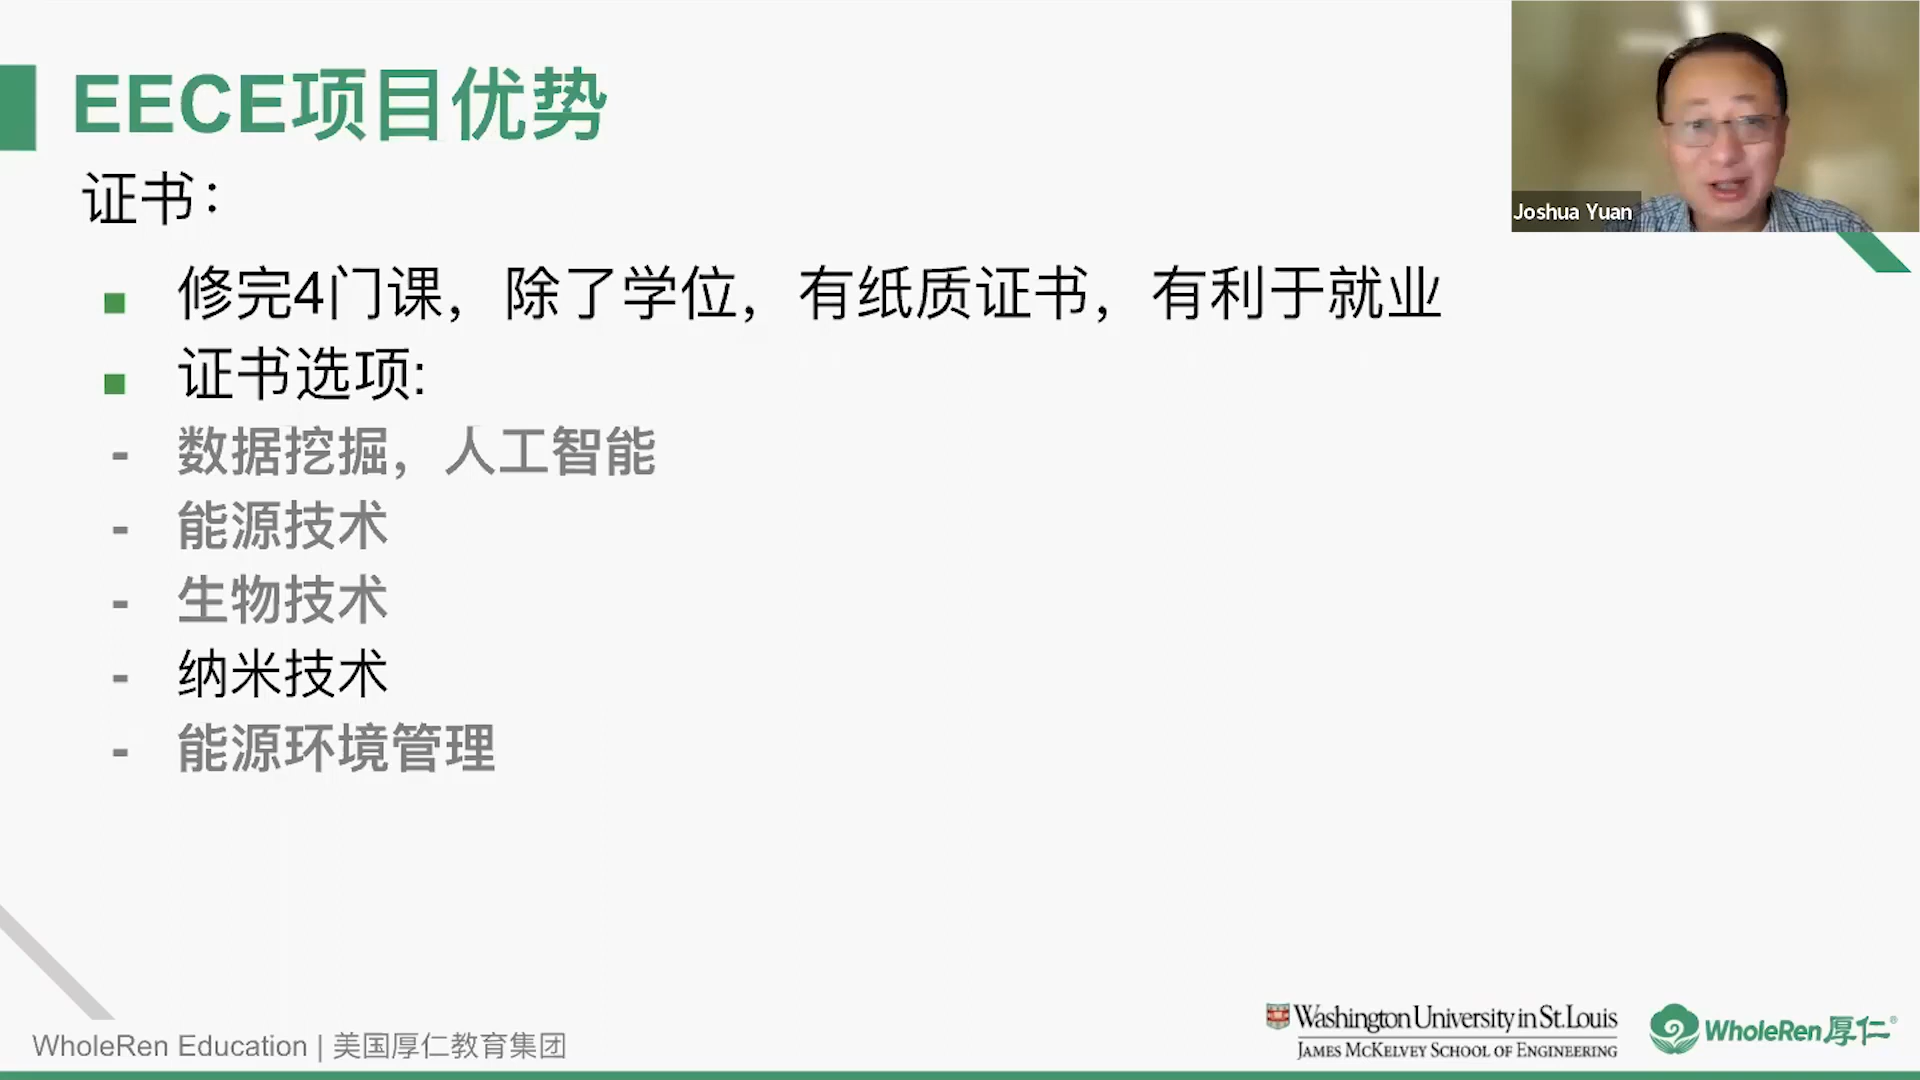 EECE项目优势
Joshua Yuan
证书：
▪ 修完4门课，除了学位，有纸质证书，有利于就业
▪ 证书选项:
- 数据挖掘，人工智能
- 能源技术
- 生物技术
- 纳米技术
- 能源环境管理
WholeRen Education | 美国厚仁教育集团
Washington University in St. Louis
JAMES MCKELVEY SCHOOL OF ENGINEERING
WholeRen厚仁®